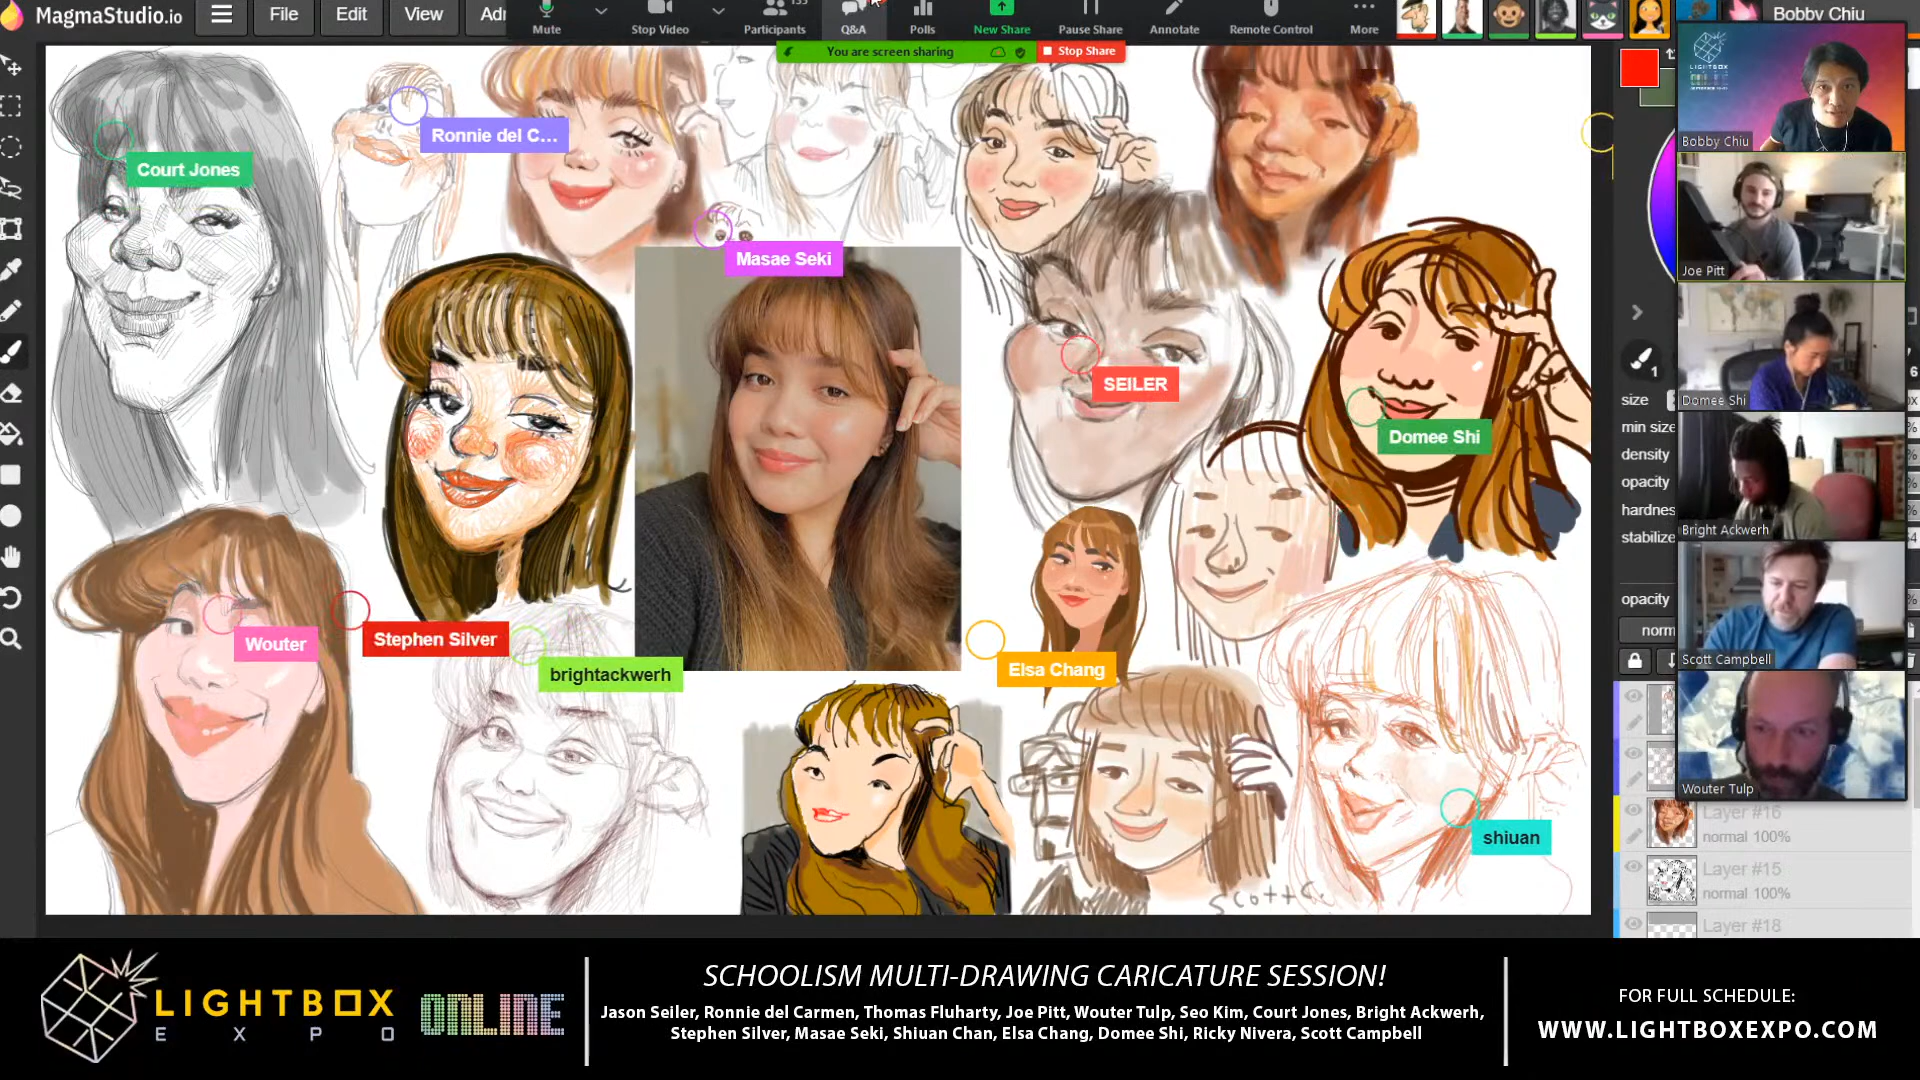 MagmaStudio.io
File
Edit
View
Mute
Stop Video
Participants
133
Q&A
Polls
New Share
Pause Share
Annotate
Remote Control
More
Bobby Chiu
You are screen sharing
Stop Share
Court Jones
Ronnie del C...
Masae Seki
SEILER
Domee Shi
Wouter
Stephen Silver
brightackwerh
Elsa Chang
shiuan
Scott C.
LIGHTBOX
ONLINE
Bobby Chiu
Joe Pitt
Domee Shi
Bright Ackwerh
Scott Campbell
Wouter Tulp
1
size
min size
density
opacity
hardness
stabilize
opacity
norm
Layer #16
normal 100%
Layer #15
normal 100%
Layer #18
LIGHTBOX
EXPO
ONLINE
SCHOOLISM MULTI-DRAWING CARICATURE SESSION!
Jason Seiler, Ronnie del Carmen, Thomas Fluharty, Joe Pitt, Wouter Tulp, Seo Kim, Court Jones, Bright Ackwerh,
Stephen Silver, Masae Seki, Shiuan Chan, Elsa Chang, Domee Shi, Ricky Nivera, Scott Campbell
FOR FULL SCHEDULE:
WWW.LIGHTBOXEXPO.COM